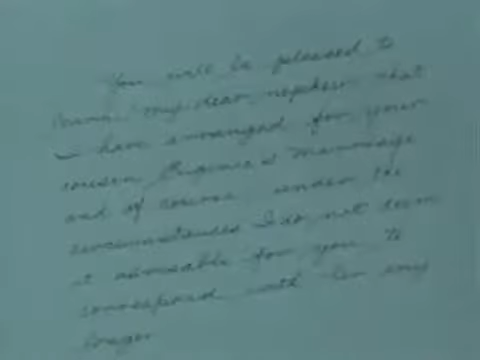 You will be pleased to
learn, my dear nephew that
I have arranged for your
cousin Eugenie's marriage
and of course, under the
circumstances I do not deem
it advisable for you to
correspond with her any
longer